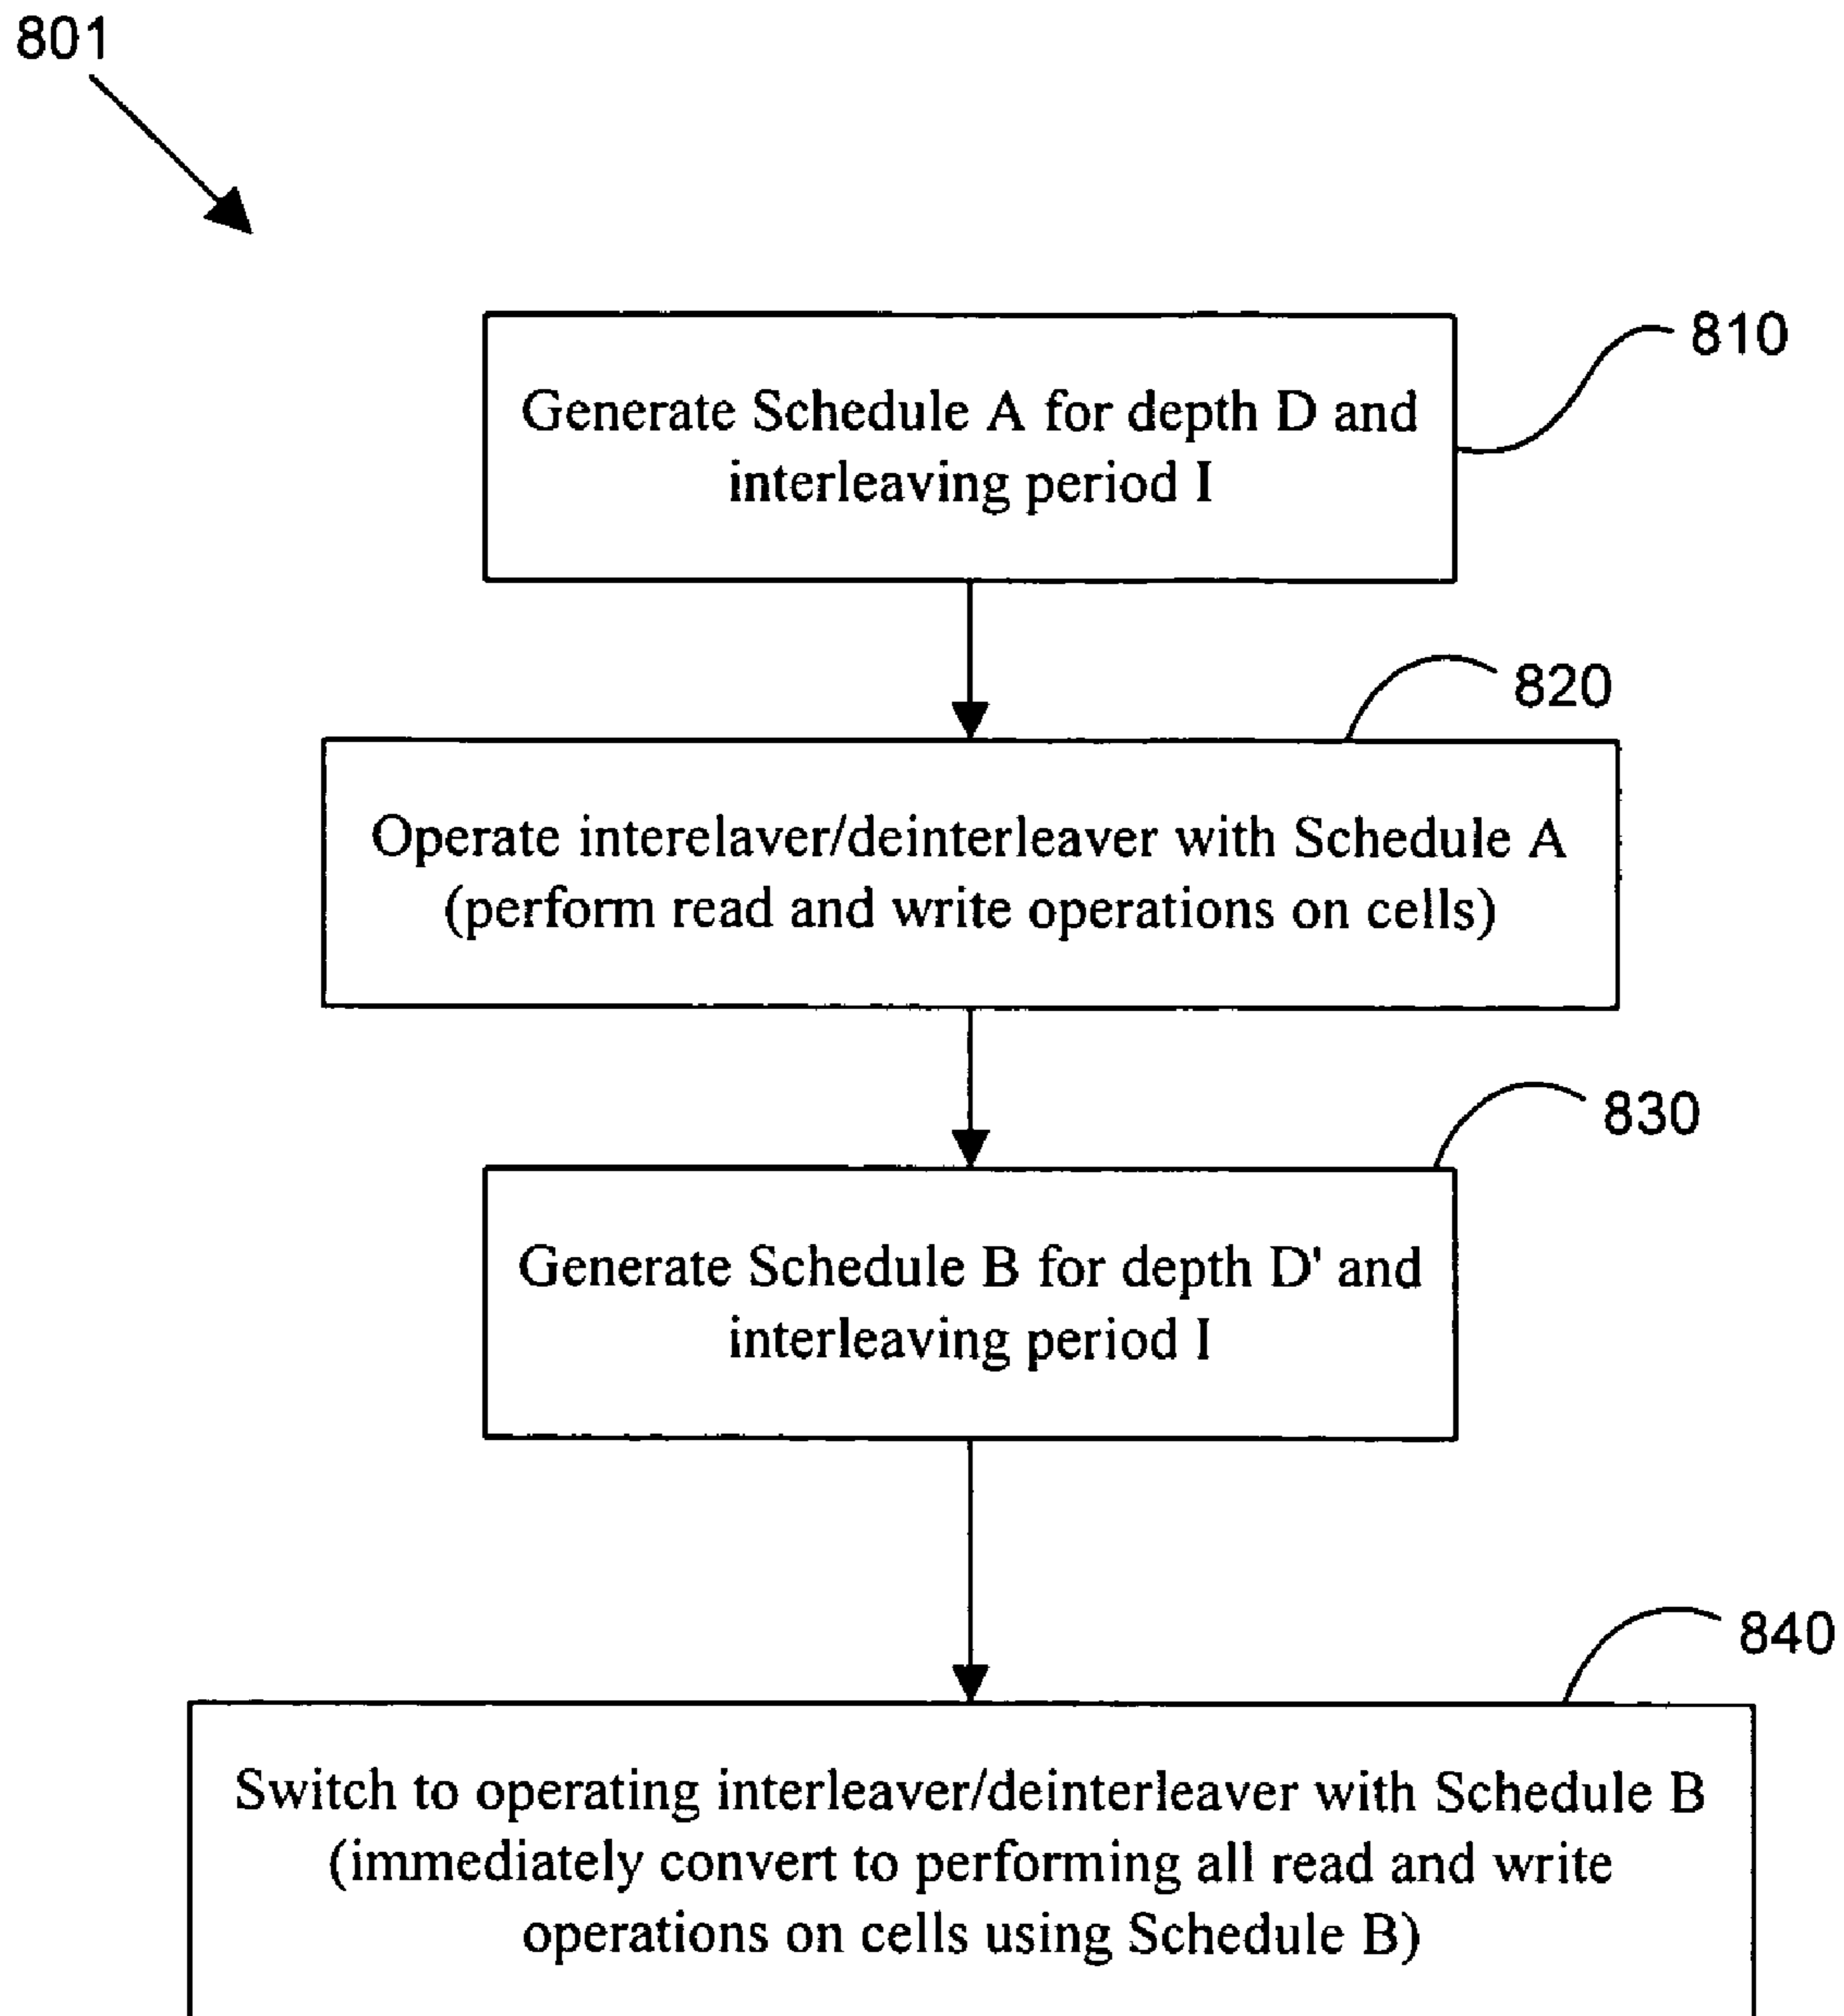 801
Generate Schedule A for depth D and
interleaving period I
810
Operate interelaver/deinterleaver with Schedule A
(perform read and write operations on cells)
820
Generate Schedule B for depth D' and
interleaving period I
830
Switch to operating interleaver/deinterleaver with Schedule B
(immediately convert to performing all read and write
operations on cells using Schedule B)
840